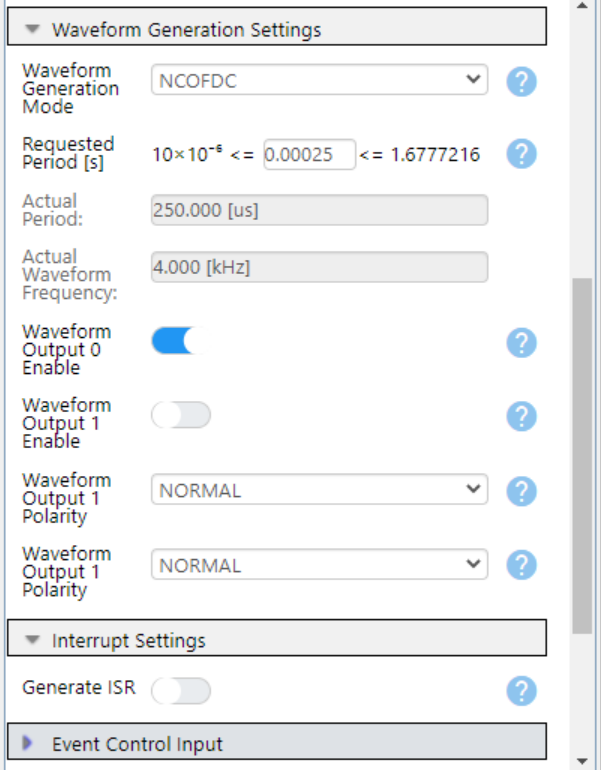 Waveform Generation Settings
Waveform
Generation
Mode
NCOFDC
Requested
Period [s]
10×10⁻⁶ <= 0.00025 <= 1.6777216
Actual
Period:
250.000 [us]
Actual
Waveform
Frequency:
4.000 [kHz]
Waveform
Output 0
Enable
Waveform
Output 1
Enable
Waveform
Output 1
Polarity
NORMAL
Waveform
Output 1
Polarity
NORMAL
Interrupt Settings
Generate ISR
Event Control Input